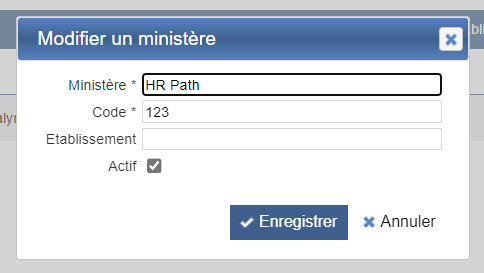 Modifier un ministère
Ministère * HR Path
Code * 123
Etablissement
Actif
Enregistrer Annuler